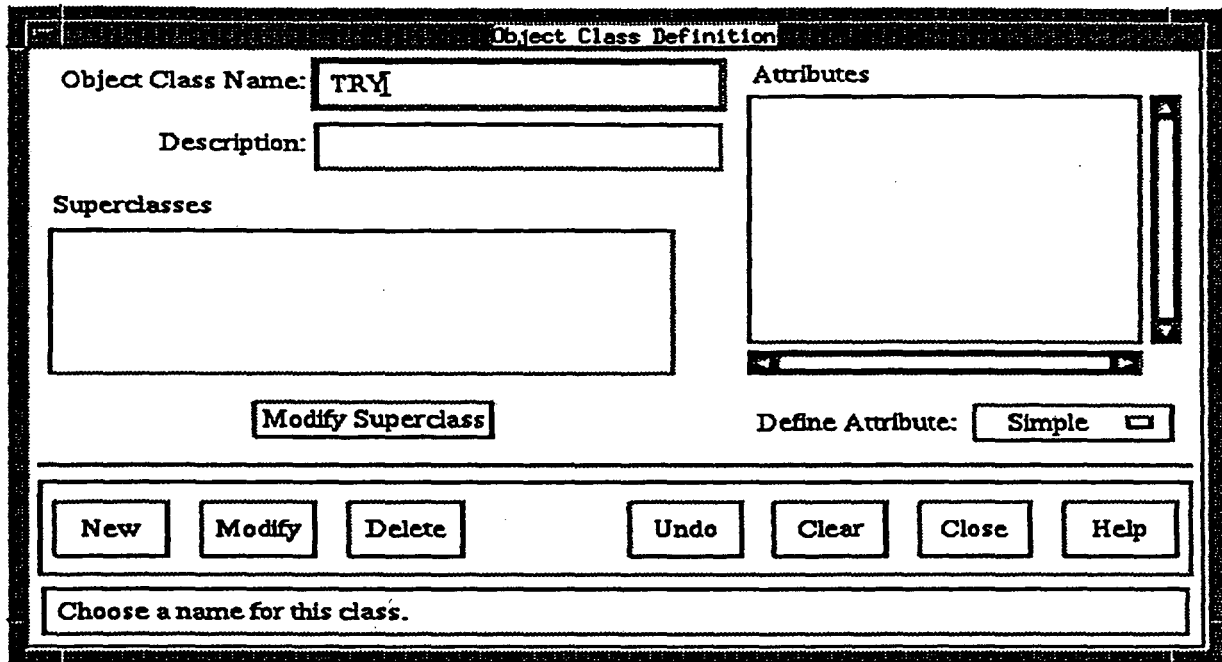 Object Class Definition
Object Class Name: TRY
Description:
Superclasses
Modify Superclass
Attributes
Define Attribute: Simple
New Modify Delete Undo Clear Close Help
Choose a name for this class.